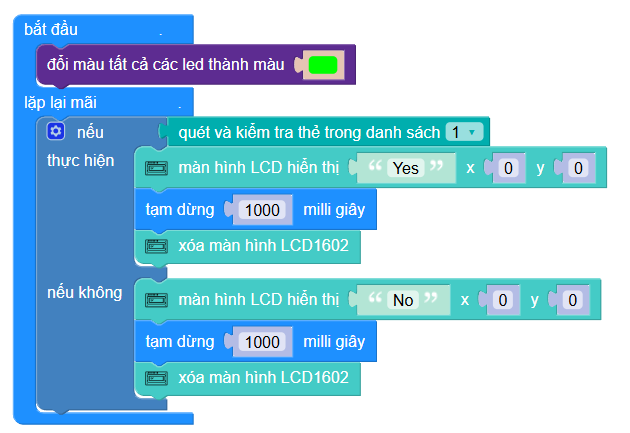 bắt đầu .
đổi màu tất cả các led thành màu
lặp lại mãi .
nếu quét và kiểm tra thẻ trong danh sách 1
thực hiện màn hình LCD hiển thị “ Yes ” x 0 y 0
tạm dừng 1000 milli giây
xóa màn hình LCD1602
nếu không màn hình LCD hiển thị “ No ” x 0 y 0
tạm dừng 1000 milli giây
xóa màn hình LCD1602